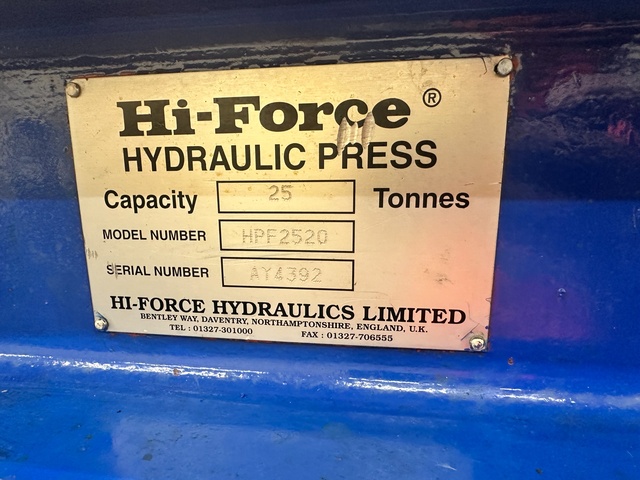 Hi-Force ®
HYDRAULIC PRESS
Capacity 25 Tonnes
MODEL NUMBER HPF2520
SERIAL NUMBER AY4392
HI-FORCE HYDRAULICS LIMITED
BENTLEY WAY, DAVENTRY, NORTHAMPTONSHIRE, ENGLAND, U.K.
TEL : 01327-301000 FAX : 01327-706555